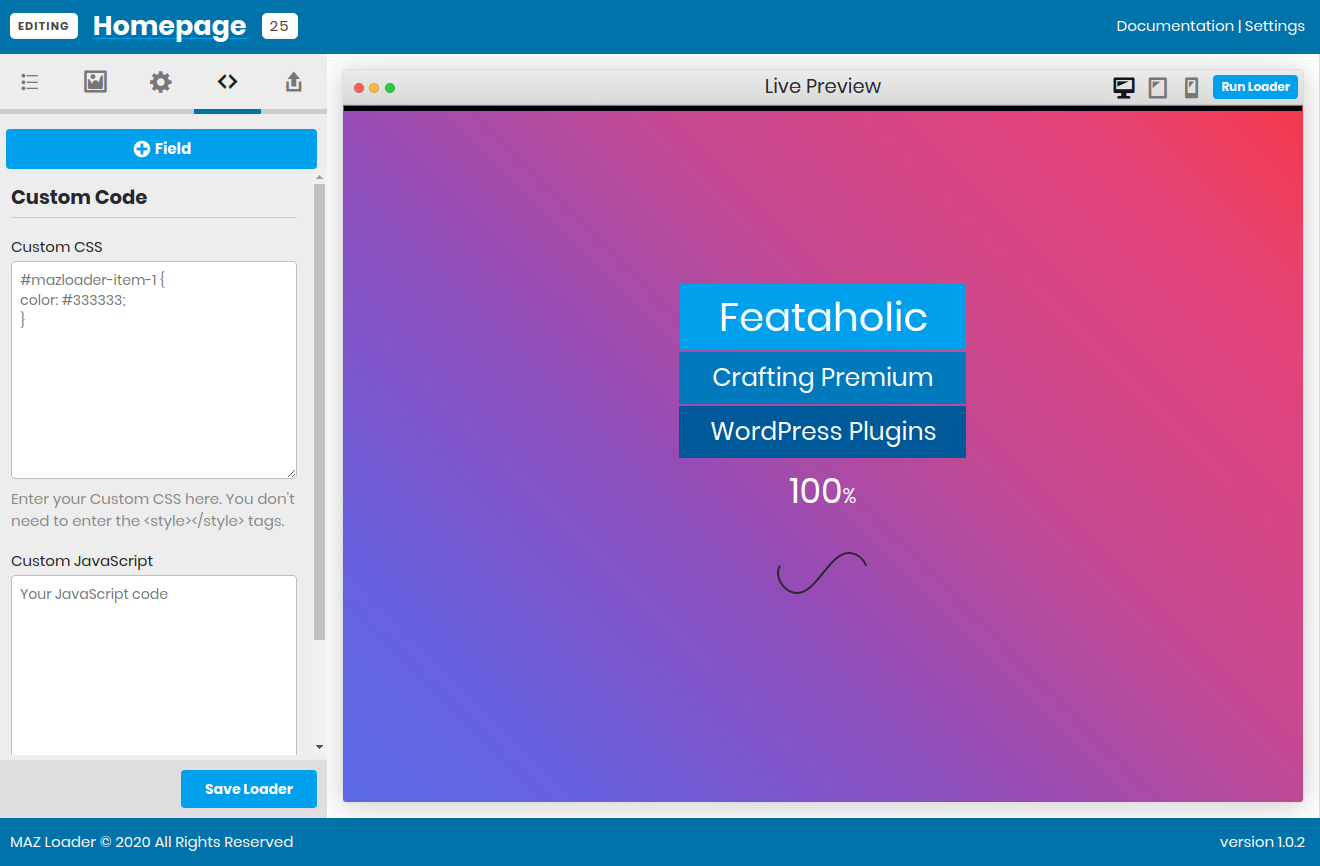 EDITING Homepage 25 Documentation | Settings
Live Preview Run Loader
Field
Custom Code
Custom CSS
#mazloader-item-1 {
color: #333333;
}
Enter your Custom CSS here. You don't
need to enter the <style></style> tags.
Custom JavaScript
Your JavaScript code
Save Loader
Feataholic
Crafting Premium
WordPress Plugins
100%
MAZ Loader © 2020 All Rights Reserved version 1.0.2